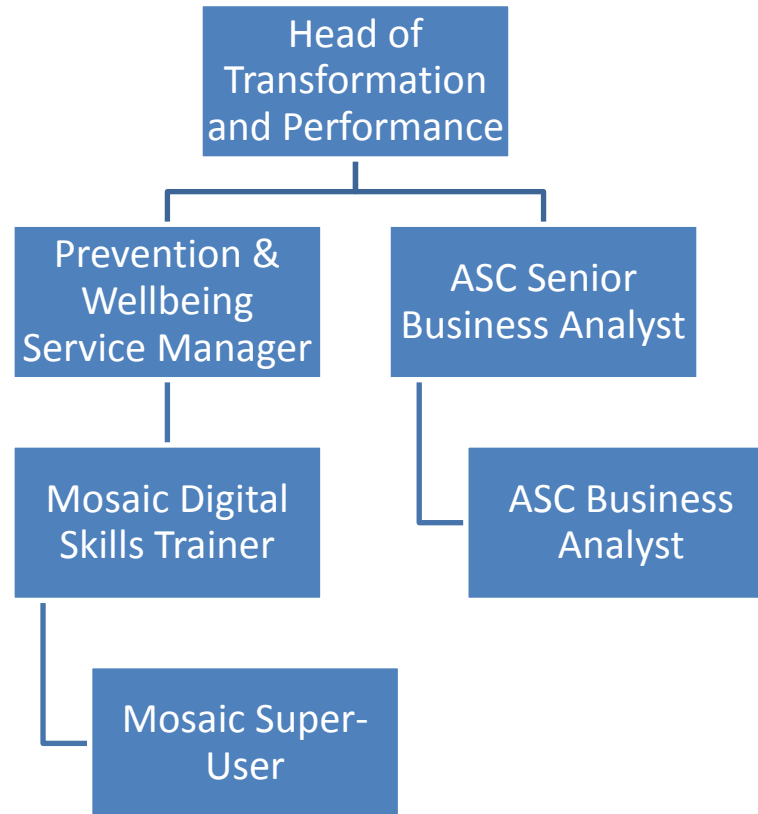 Head of
Transformation
and Performance
Prevention &
Wellbeing
Service Manager
ASC Senior
Business Analyst
Mosaic Digital
Skills Trainer
ASC Business
Analyst
Mosaic Super-
User